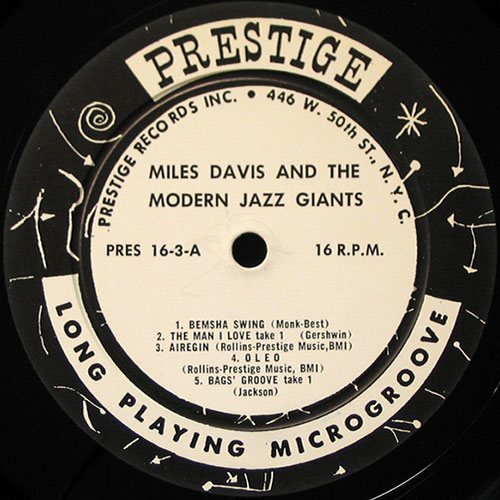 PRESTIGE
PRESTIGE RECORDS INC. • 446 W. 50th ST., N.Y.C.
MILES DAVIS AND THE
MODERN JAZZ GIANTS
PRES 16-3-A 16 R.P.M.
1. BEMSHA SWING (Monk-Best)
2. THE MAN I LOVE take 1 (Gershwin)
3. AIREGIN (Rollins-Prestige Music,BMI)
4. OLEO
(Rollins-Prestige Music, BMI)
5. BAGS' GROOVE take 1
(Jackson)
LONG PLAYING MICROGROOVE